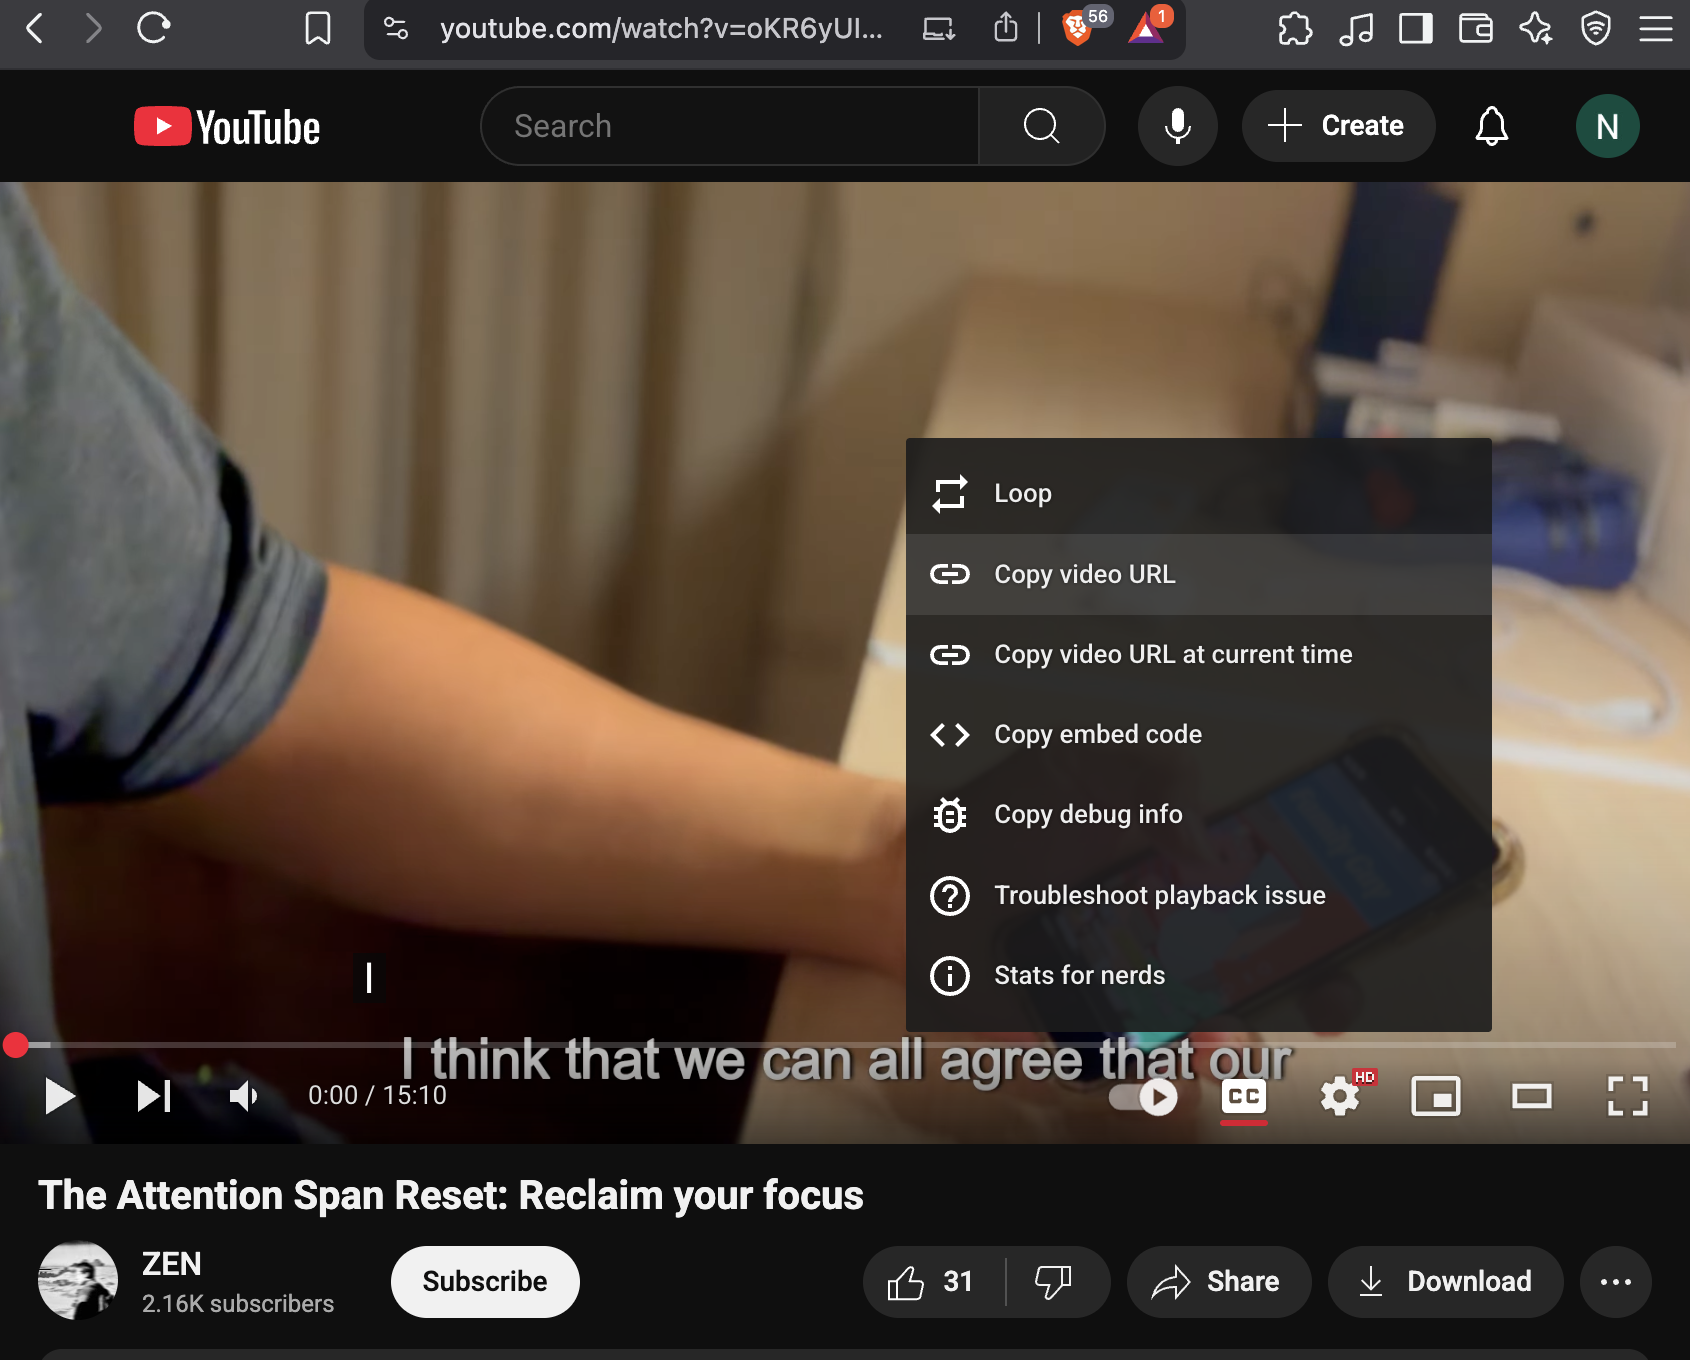 youtube.com/watch?v=oKR6yUI...
56
1
YouTube
Search
Create
N
Loop
Copy video URL
Copy video URL at current time
Copy embed code
Copy debug info
Troubleshoot playback issue
Stats for nerds
I think that we can all agree that our
0:00 / 15:10
CC
HD
The Attention Span Reset: Reclaim your focus
ZEN
2.16K subscribers
Subscribe
31
Share
Download